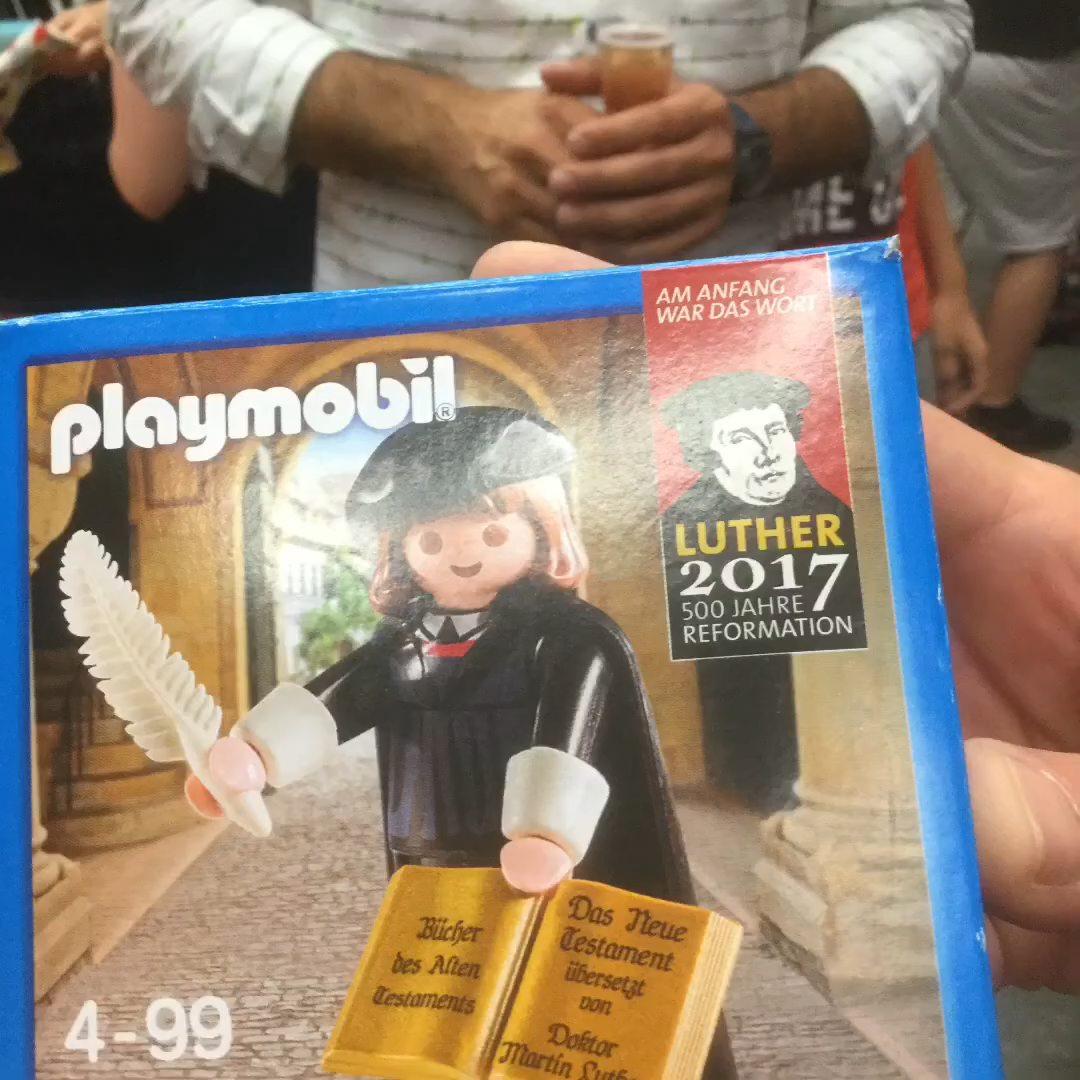 AM ANFANG
WAR DAS WORT
playmobil®
LUTHER
2017
500 JAHRE
REFORMATION
Bücher
des Alten
Testaments
Das Neue
Testament
übersetzt
von
Doktor
Martin
4-99